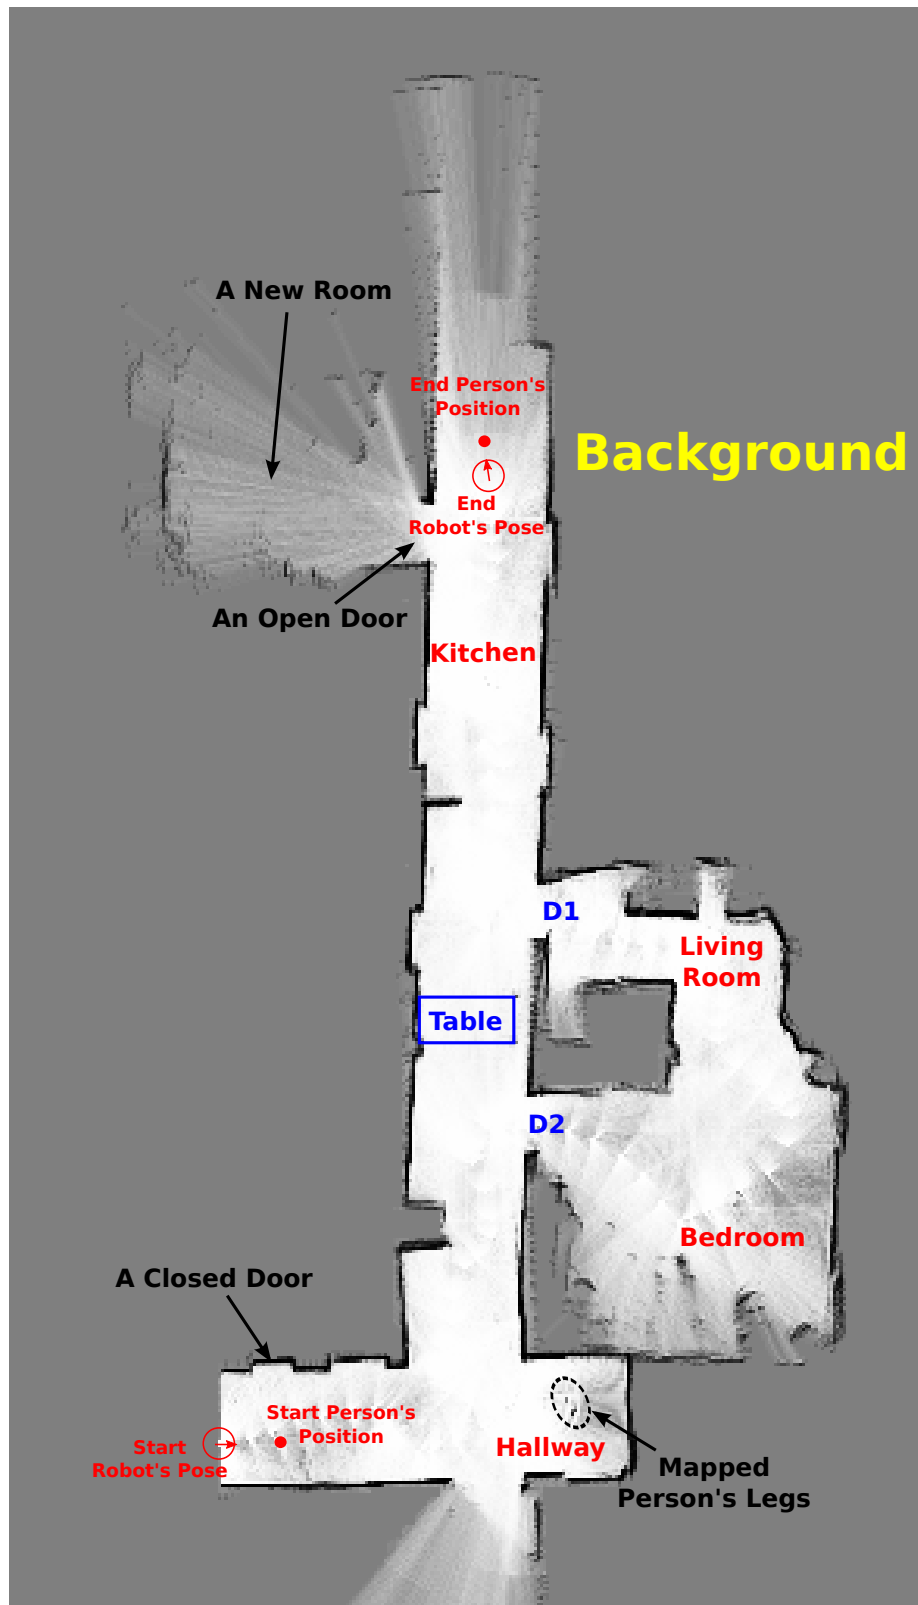 A New Room
End Person's
Position
Background
End
Robot's Pose
An Open Door
Kitchen
D1
Living
Room
Table
D2
Bedroom
A Closed Door
Start Person's
Position
Start
Robot's Pose
Hallway
Mapped
Person's Legs